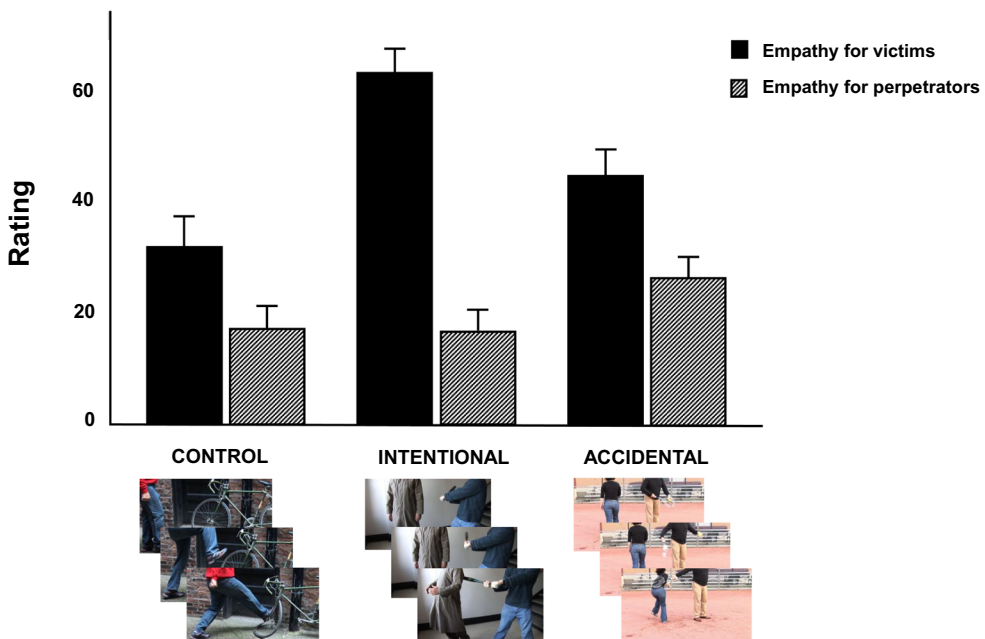 Empathy for victims
Empathy for perpetrators
Rating
60
40
20
0
CONTROL
INTENTIONAL
ACCIDENTAL